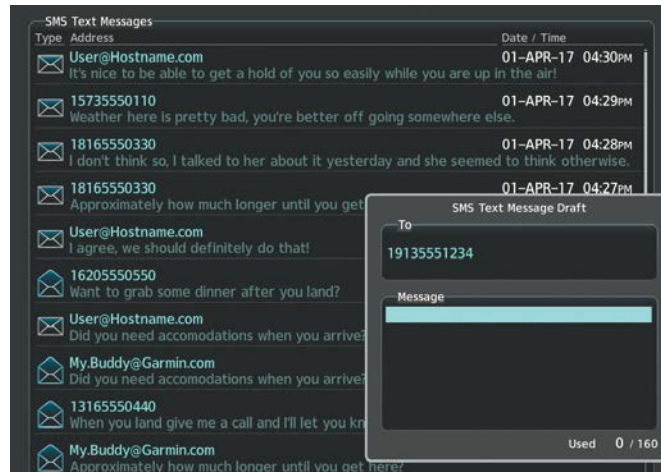 SMS Text Messages
Type Address Date / Time
User@Hostname.com 01-APR-17 04:30PM
It's nice to be able to get a hold of you so easily while you are up in the air!
15735550110 01-APR-17 04:29PM
Weather here is pretty bad, you're better off going somewhere else.
18165550330 01-APR-17 04:28PM
I don't think so, I talked to her about it yesterday and she seemed to think otherwise.
18165550330 01-APR-17 04:27PM
Approximately how much longer until you get
User@Hostname.com
I agree, we should definitely do that!
16205550550
Want to grab some dinner after you land?
User@Hostname.com
Did you need accomodations when you arrive?
My.Buddy@Garmin.com
Did you need accomodations when you arrive?
13165550440
When you land give me a call and I'll let you kn
My.Buddy@Garmin.com
Approximately how much longer until you get here?
SMS Text Message Draft
To
19135551234
Message
Used 0 / 160